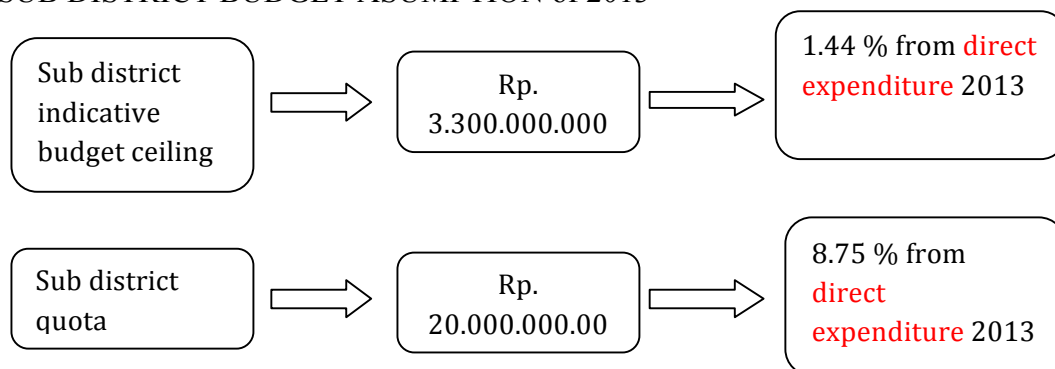 SUB DISTRICT BUDGET ASUMPTION of 2013
Sub district
indicative
budget ceiling
Rp.
3.300.000.000
1.44 % from direct
expenditure 2013
Sub district
quota
Rp.
20.000.000.00
8.75 % from
direct
expenditure 2013